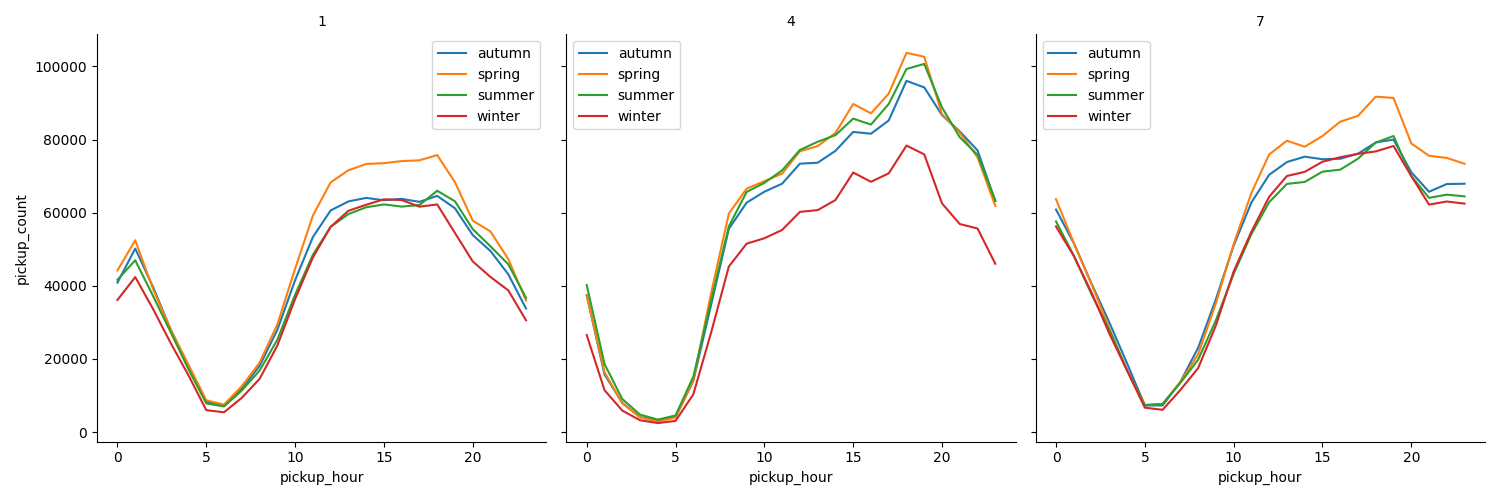 1
autumn
spring
summer
winter
pickup_count
100000
80000
60000
40000
20000
0
0 5 10 15 20
pickup_hour
4
autumn
spring
summer
winter
0 5 10 15 20
pickup_hour
7
autumn
spring
summer
winter
0 5 10 15 20
pickup_hour